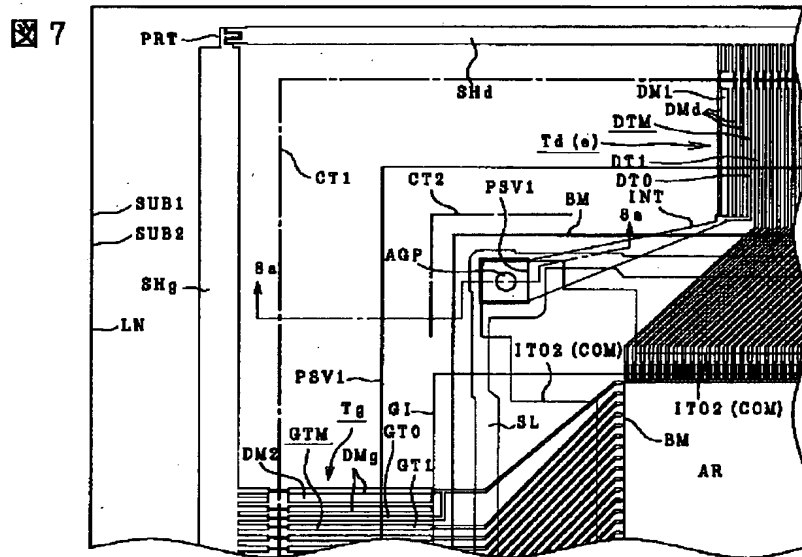 図 7
PRT
SHd
DM1
DMd
DTM
Td (e)
DT1
DT0
CT1
CT2
PSV1
BM
INT
8a
SUB1
SUB2
AGP
SHg
8a
LN
ITO2 (COM)
PSV1
GI
SL
ITO2 (COM)
BM
Tg
GTM
GT0
DM2
DMg
GT1
AR